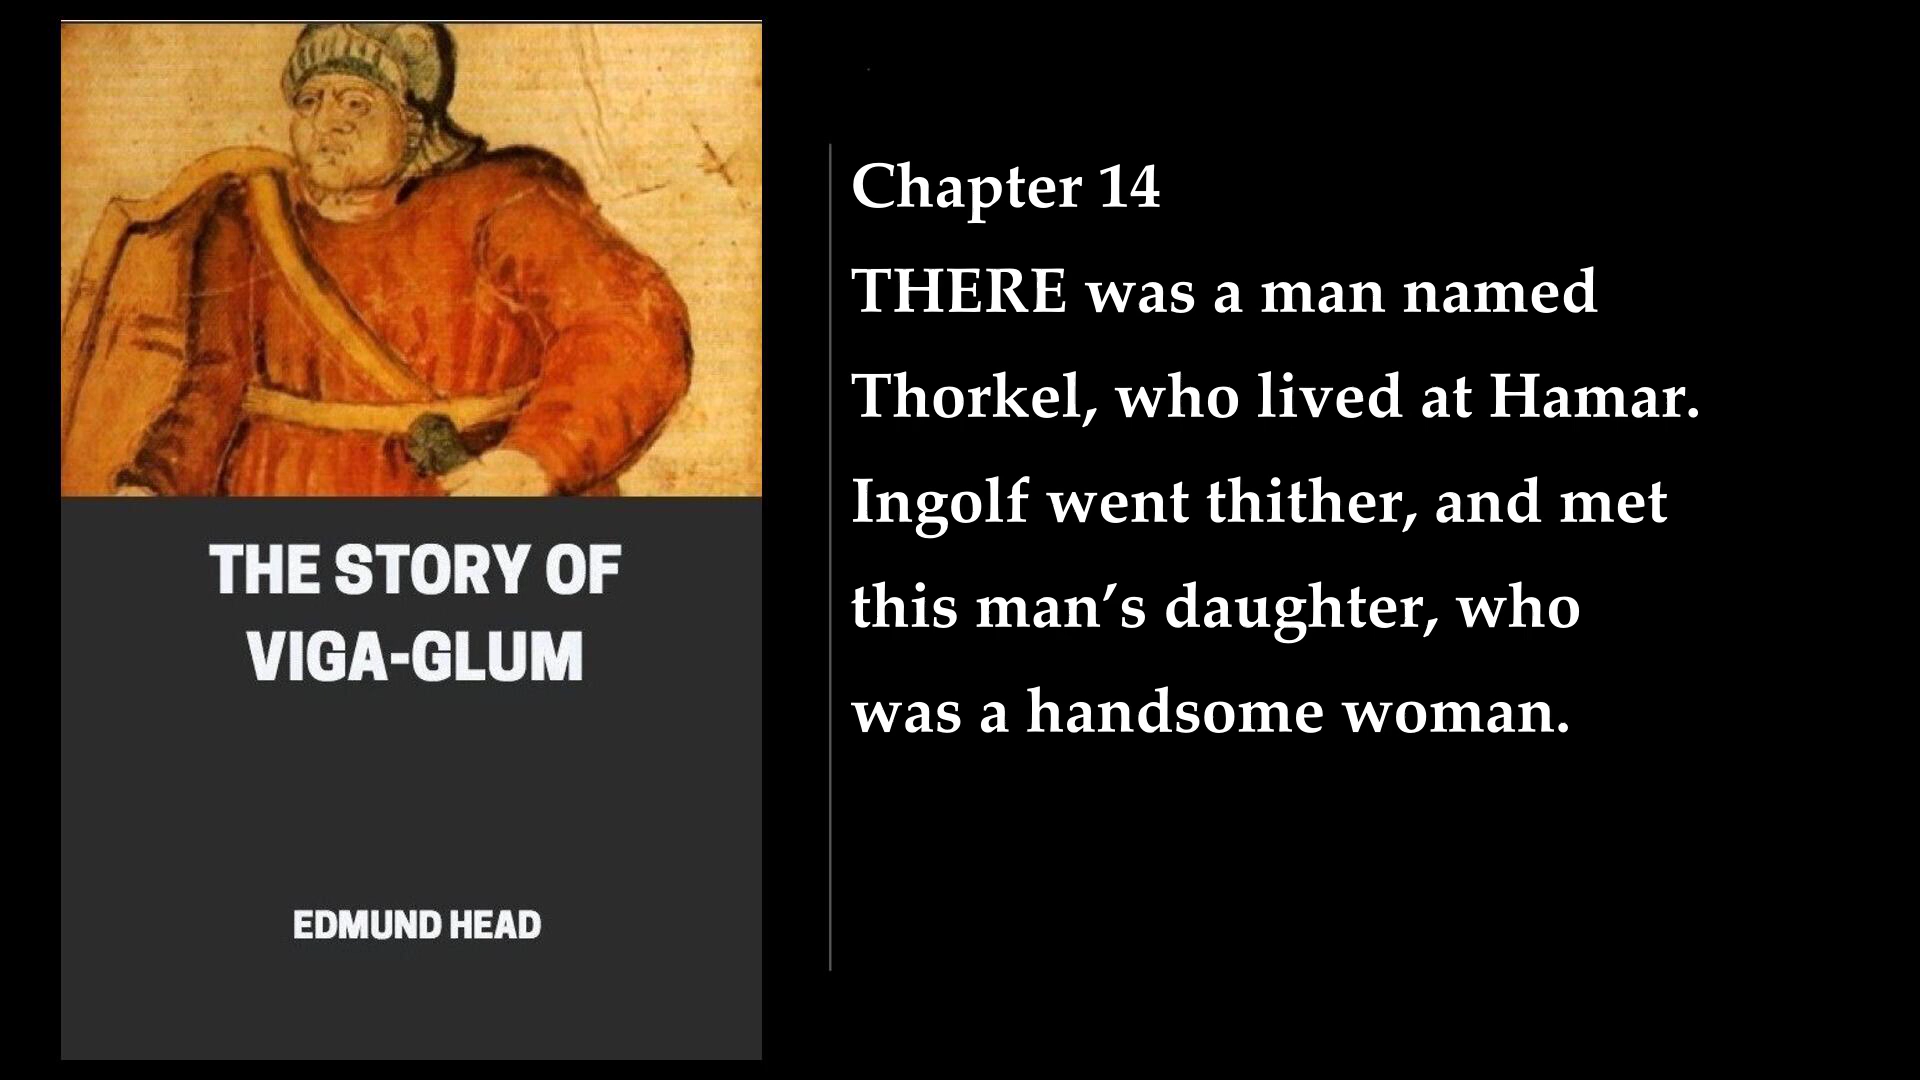 THE STORY OF
VIGA-GLUM
EDMUND HEAD
Chapter 14
THERE was a man named
Thorkel, who lived at Hamar.
Ingolf went thither, and met
this man’s daughter, who
was a handsome woman.